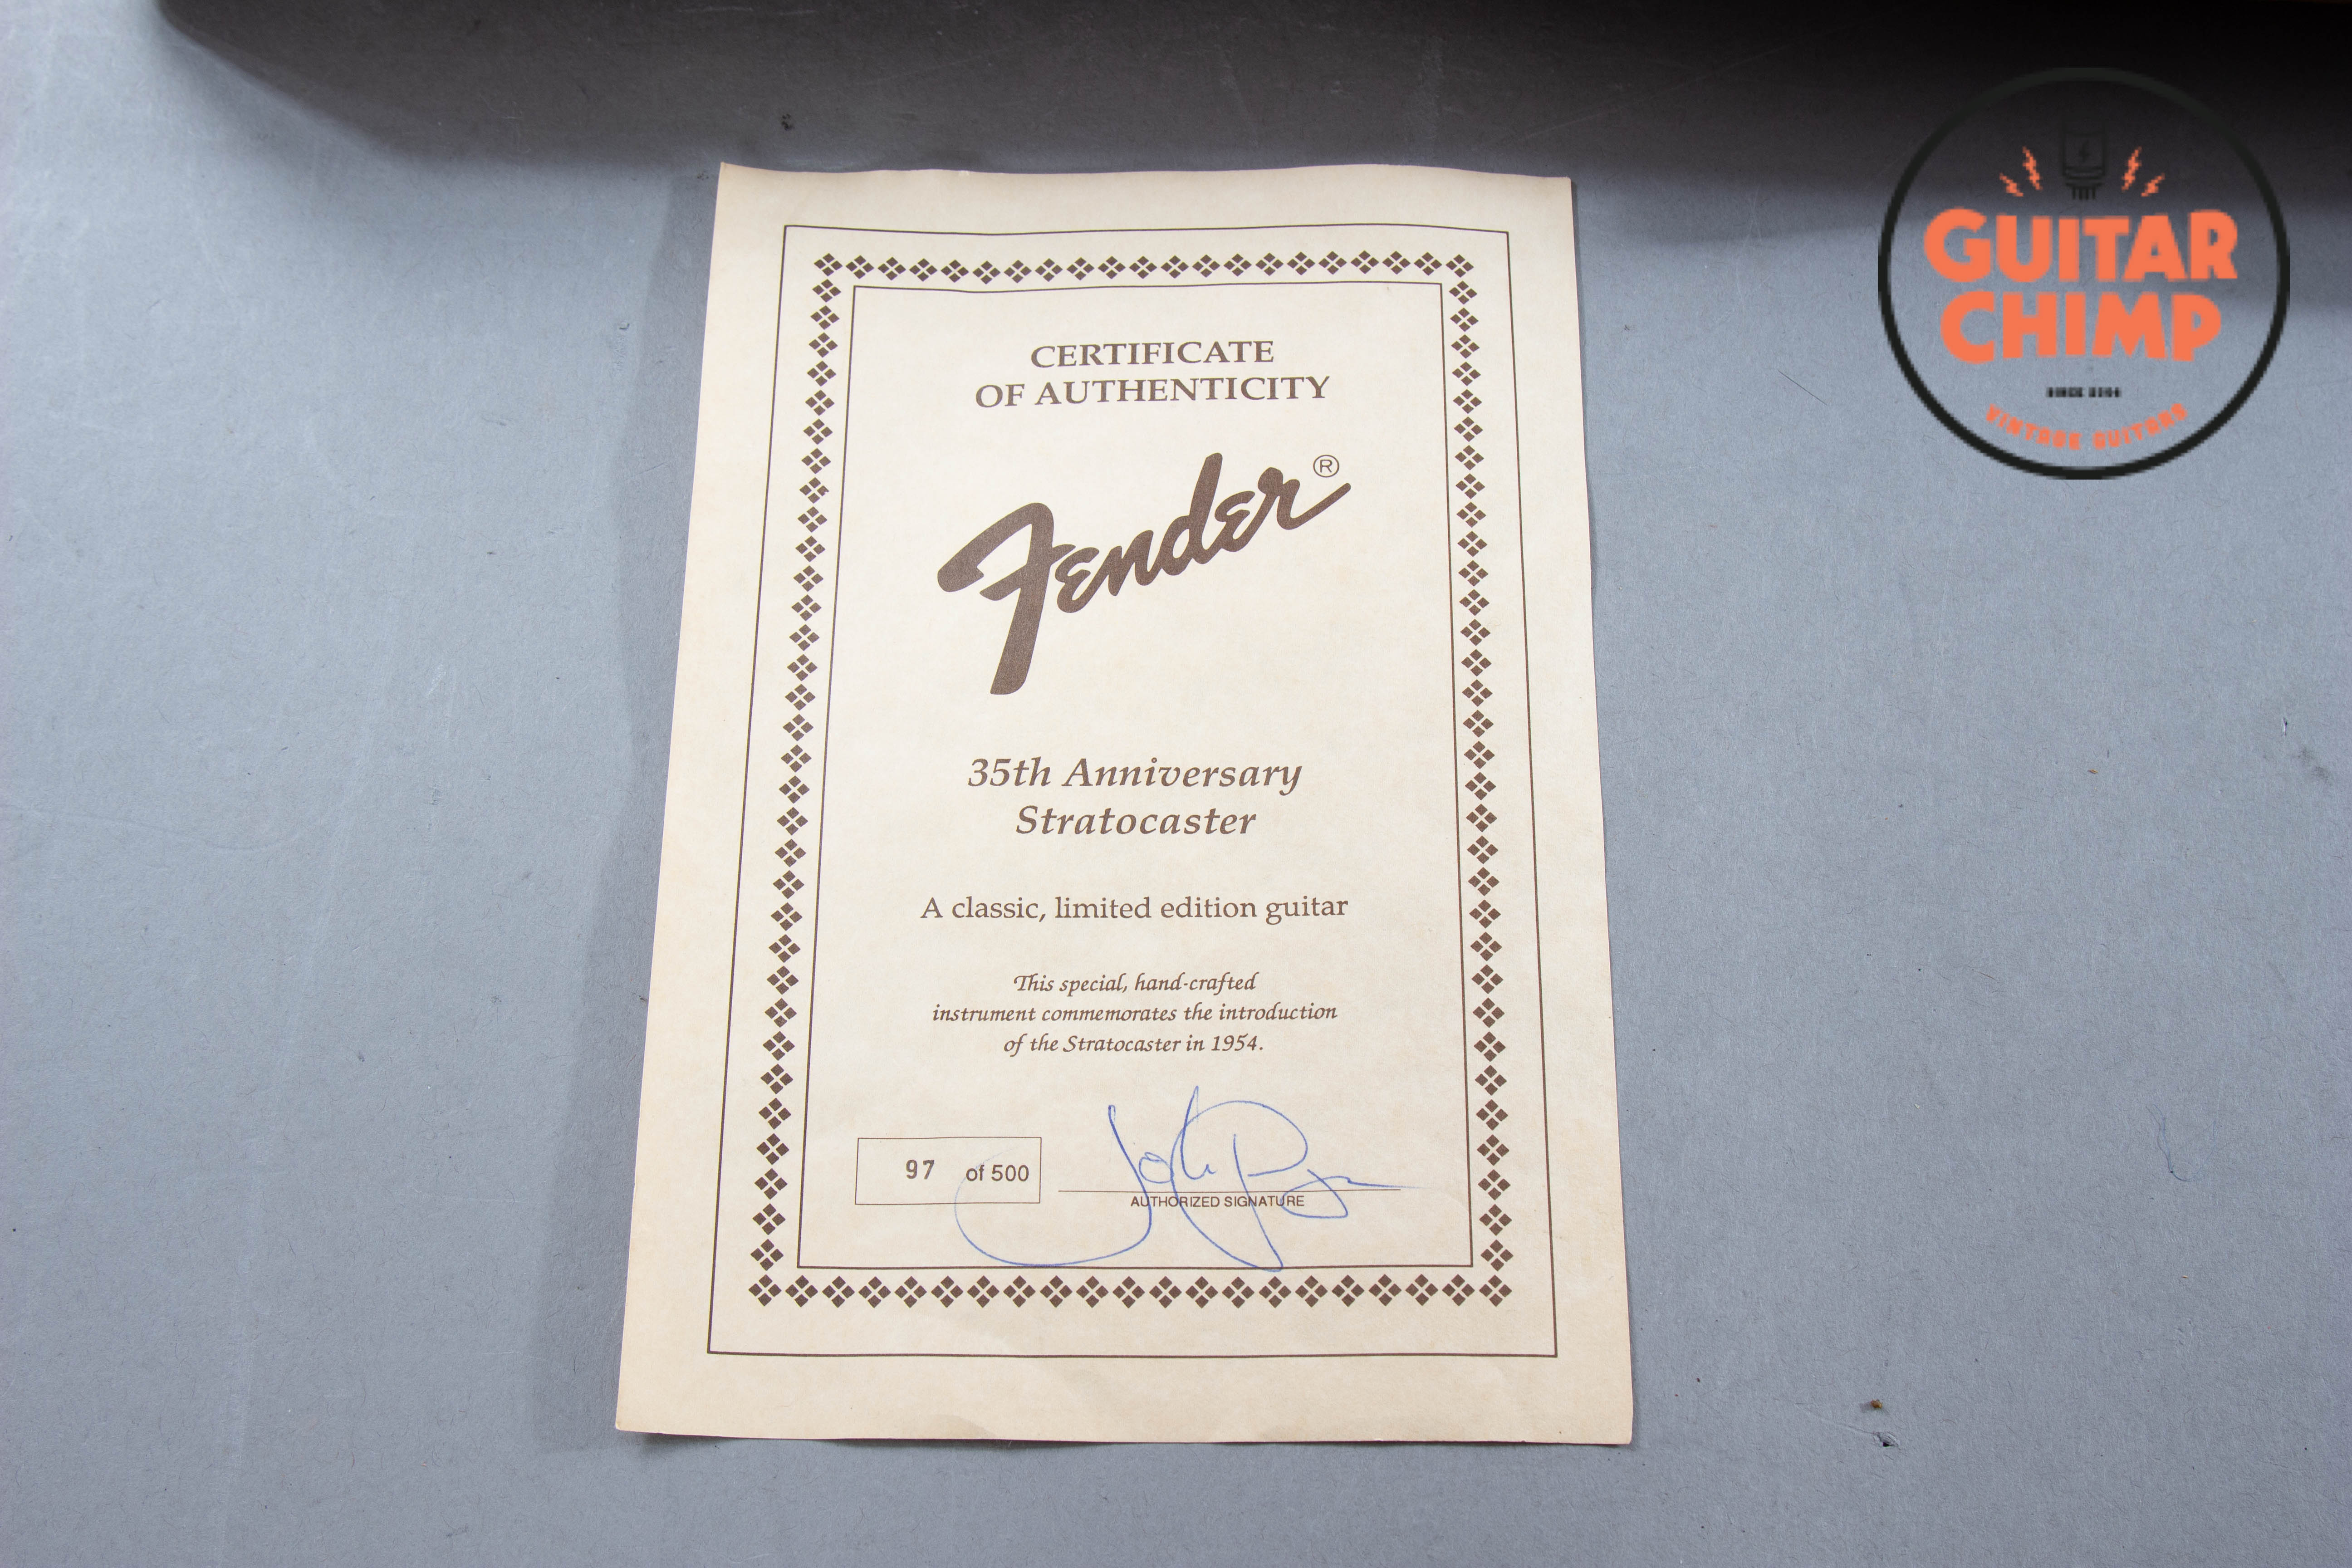 CERTIFICATE
OF AUTHENTICITY
Fender®
35th Anniversary
Stratocaster
A classic, limited edition guitar
This special, hand-crafted
instrument commemorates the introduction
of the Stratocaster in 1954.
97 of 500
AUTHORIZED SIGNATURE
GUITAR
CHIMP
SINCE
VINTAGE GUITARS